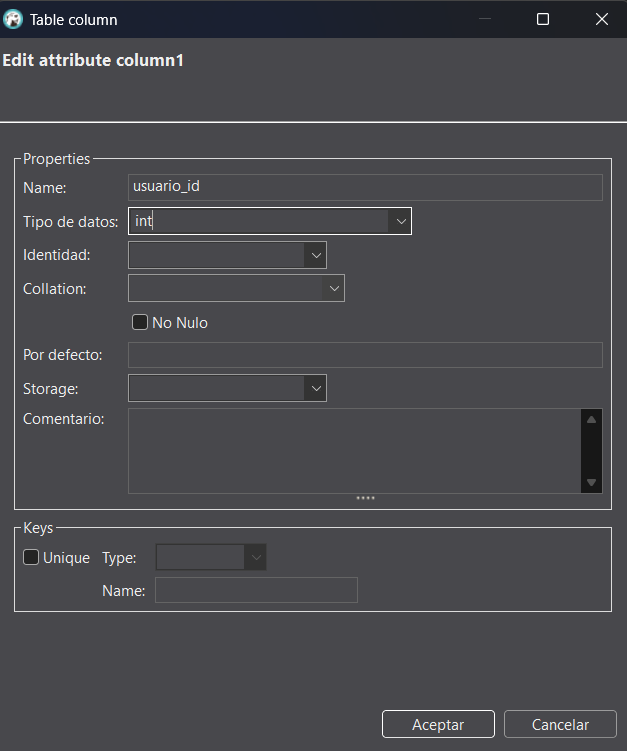 Table column
Edit attribute column1
Properties
Name: usuario_id
Tipo de datos: int
Identidad:
Collation:
No Nulo
Por defecto:
Storage:
Comentario:
Keys
Unique Type:
Name:
Aceptar Cancelar